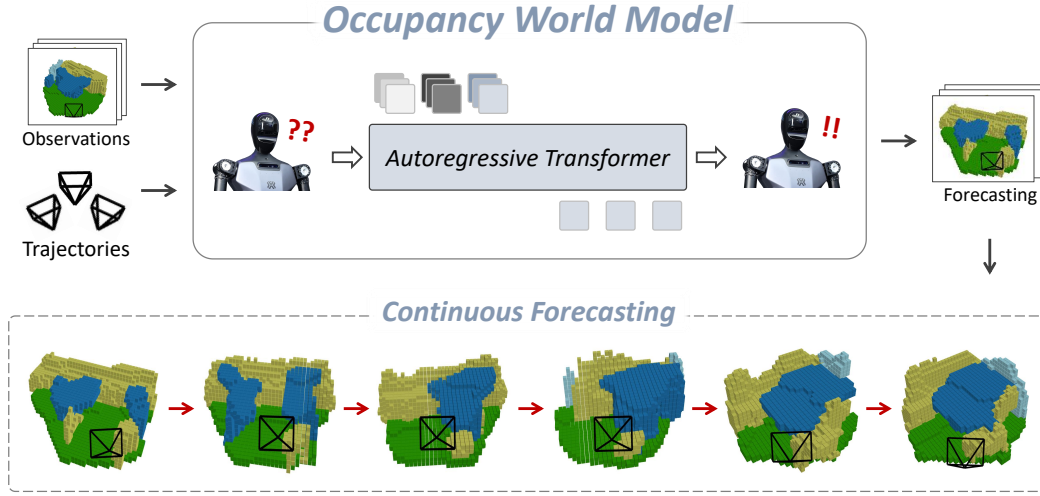 Occupancy World Model
Observations
??
Autoregressive Transformer
!!
Trajectories
Forecasting
Continuous Forecasting